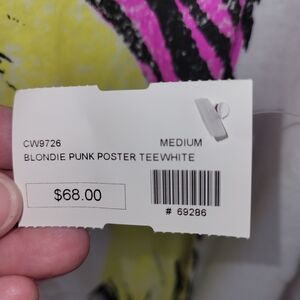 CW9726 MEDIUM
BLONDIE PUNK POSTER TEEWHITE
$68.00
# 69286